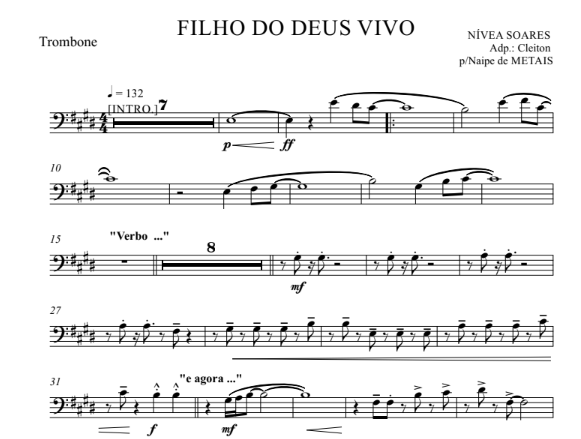 FILHO DO DEUS VIVO
Trombone
NÍVEA SOARES
Adp.: Cleiton
p/Naipe de METAIS
♩ = 132
[INTRO.] 7
p ff
10
15 "Verbo ..." 8
mf
27
31 "e agora ..."
f mf